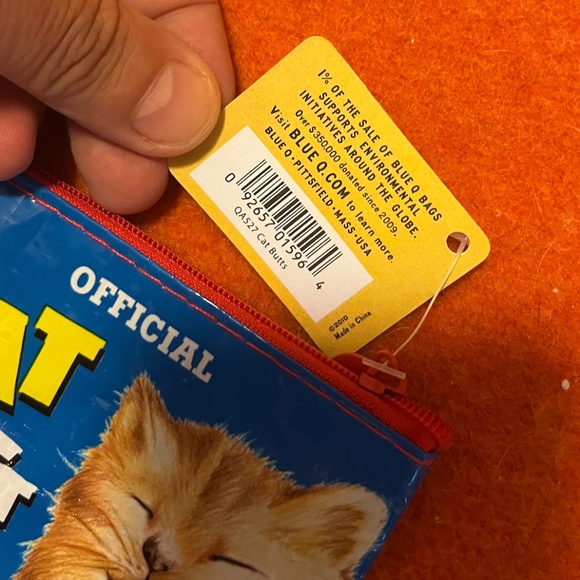 1% OF THE SALE OF BLUE Q BAGS
SUPPORTS ENVIRONMENTAL
INITIATIVES AROUND THE GLOBE.
Over $350,000 donated since 2009.
Visit BLUE Q.COM to learn more.
BLUE Q • PITTSFIELD • MASS • USA
0 92657 01596 4
QA527 Cat Butts
©2010
Made in China
OFFICIAL
AT